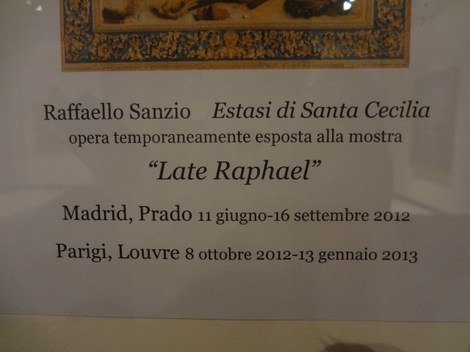 Raffaello Sanzio Estasi di Santa Cecilia
opera temporaneamente esposta alla mostra
“Late Raphael”
Madrid, Prado 11 giugno-16 settembre 2012
Parigi, Louvre 8 ottobre 2012-13 gennaio 2013